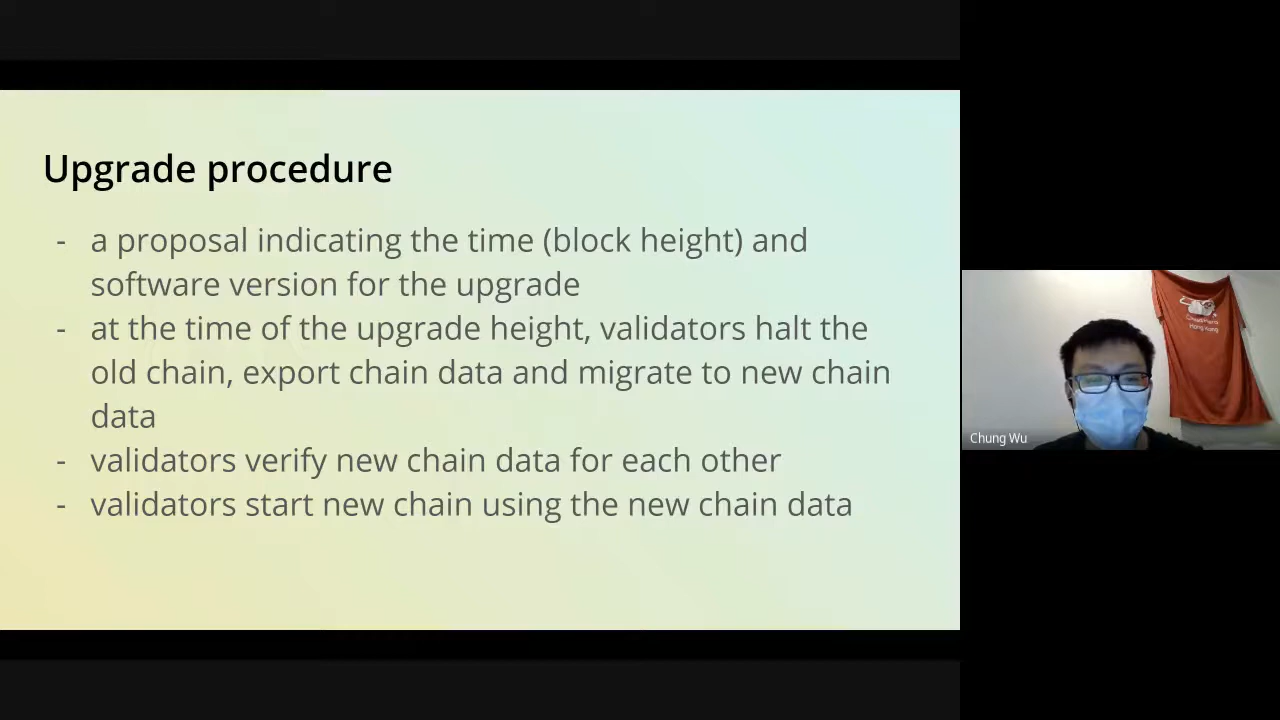 Upgrade procedure
- a proposal indicating the time (block height) and
software version for the upgrade
- at the time of the upgrade height, validators halt the
old chain, export chain data and migrate to new chain
data
- validators verify new chain data for each other
- validators start new chain using the new chain data
Chung Wu
Hong Kong